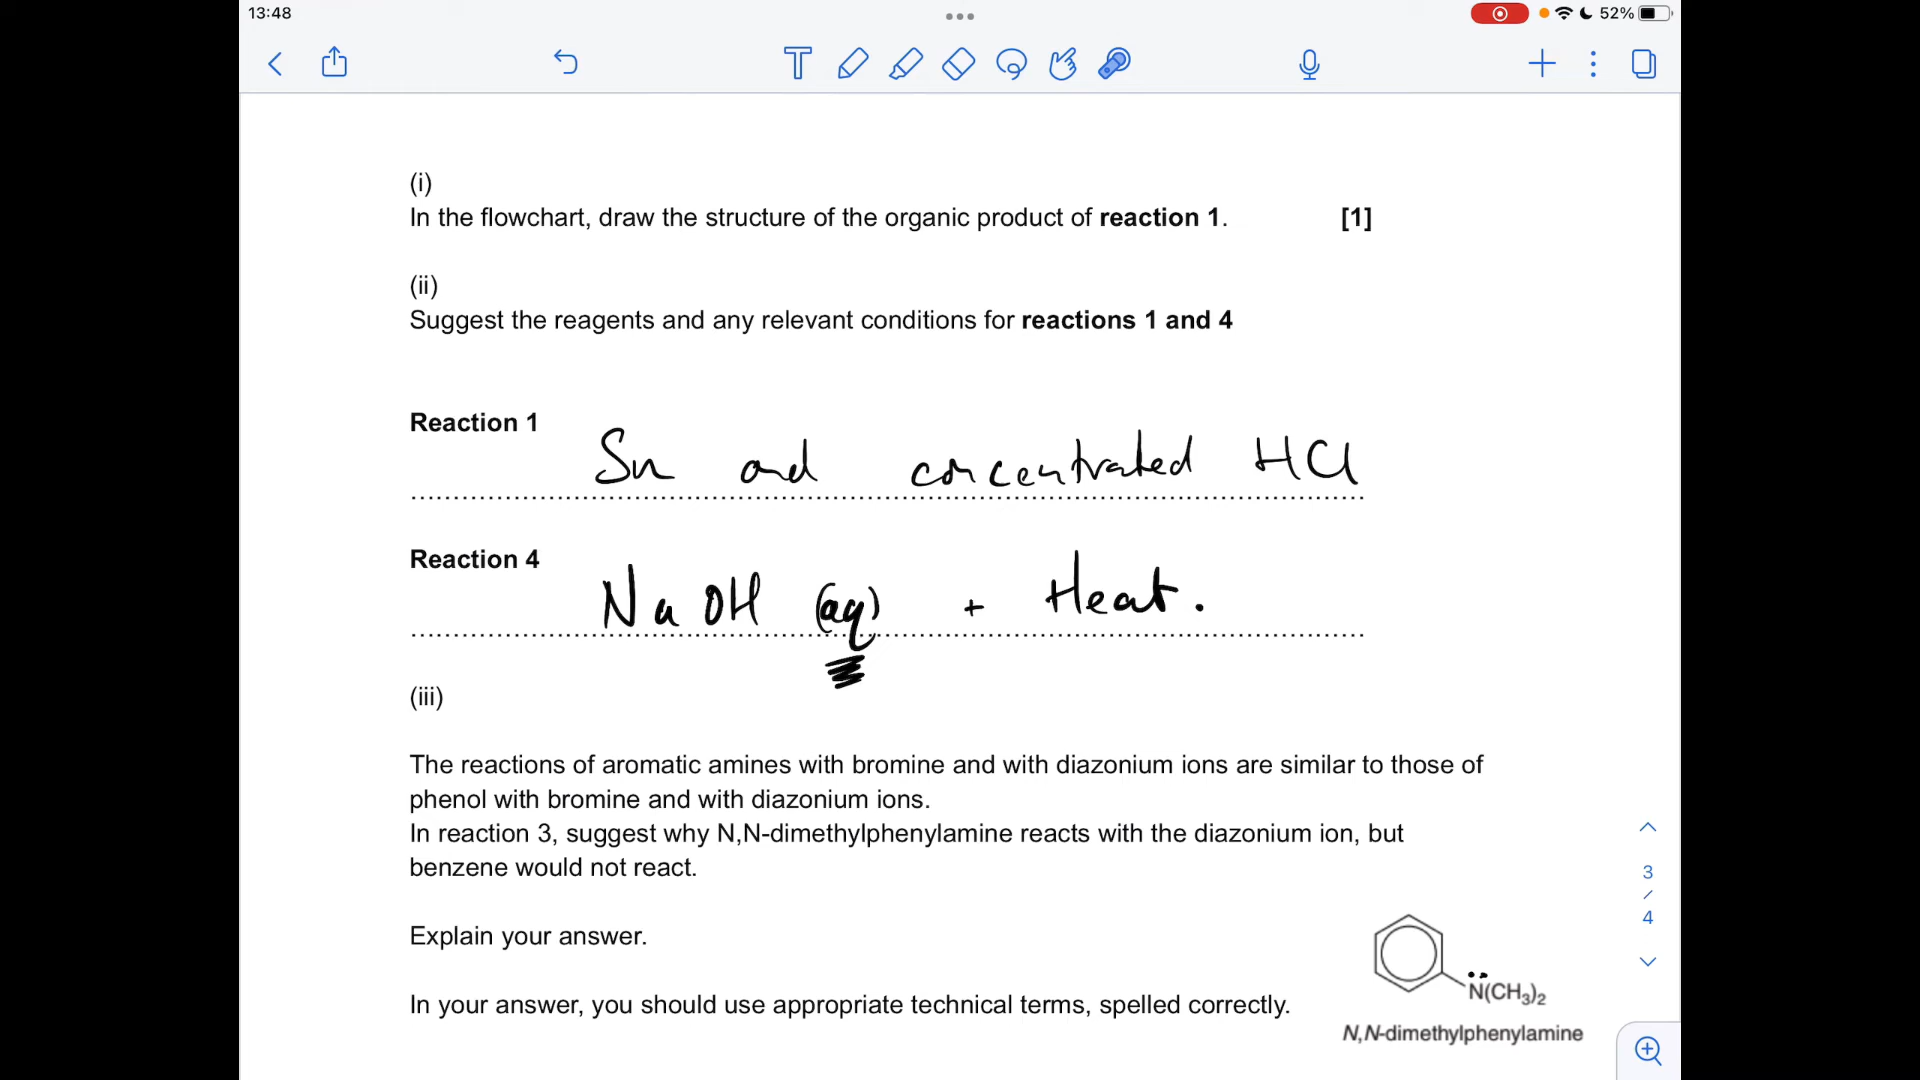 13:48
52%
(i)
In the flowchart, draw the structure of the organic product of reaction 1. [1]
(ii)
Suggest the reagents and any relevant conditions for reactions 1 and 4
Reaction 1
Sn and concentrated HCl
Reaction 4
NaOH (aq) + Heat.
(iii)
The reactions of aromatic amines with bromine and with diazonium ions are similar to those of
phenol with bromine and with diazonium ions.
In reaction 3, suggest why N,N-dimethylphenylamine reacts with the diazonium ion, but
benzene would not react.
Explain your answer.
In your answer, you should use appropriate technical terms, spelled correctly.
N(CH₃)₂
N,N-dimethylphenylamine
3
/
4